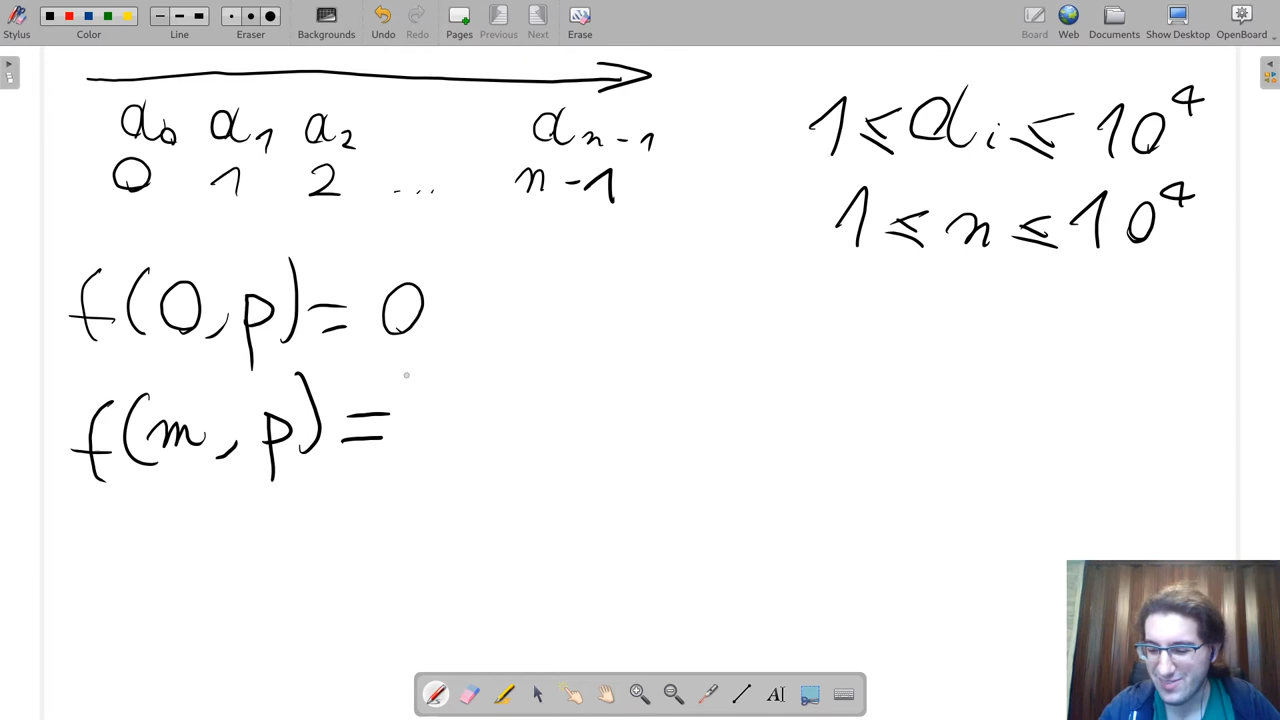 Color Line Eraser Backgrounds Undo Redo Pages Previous Next Erase Board Web Documents Show Desktop OpenBoard
Stylus
a₀ a₁ a₂ aₙ₋₁
0 1 2 ... n-1
1 ≤ aᵢ ≤ 10⁴
1 ≤ n ≤ 10⁴
f(0,p) = 0
f(m,p) =